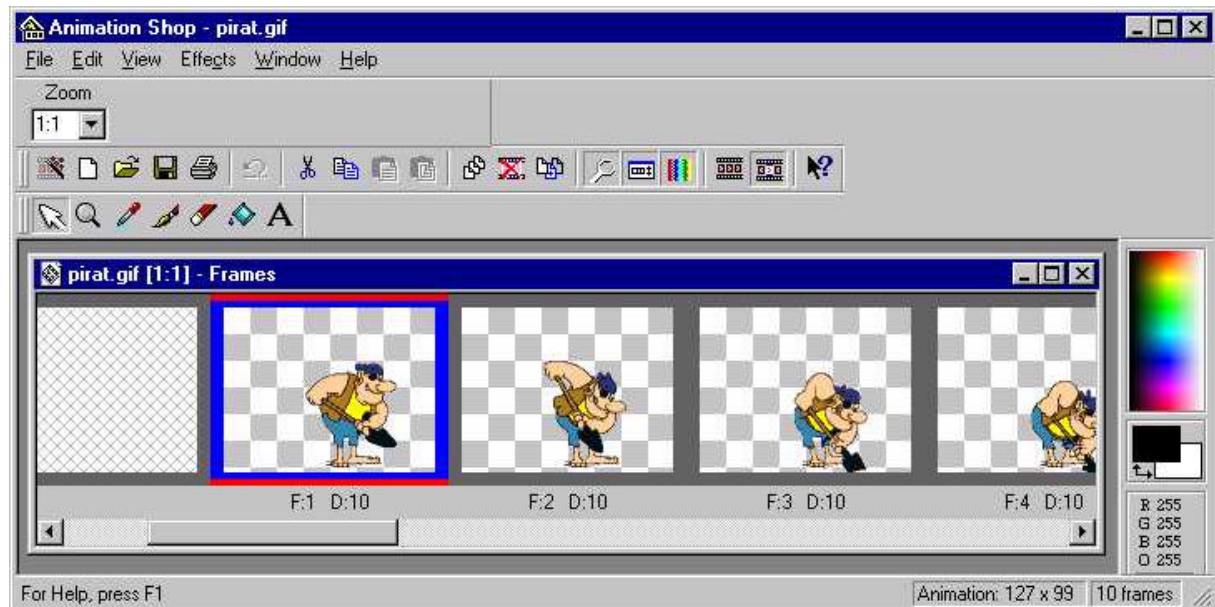 Animation Shop - pirat.gif
File Edit View Effects Window Help
Zoom
1:1
A
pirat.gif [1:1] - Frames
F:1 D:10 F:2 D:10 F:3 D:10 F:4 D:10
R 255
G 255
B 255
O 255
For Help, press F1 Animation: 127 x 99 10 frames